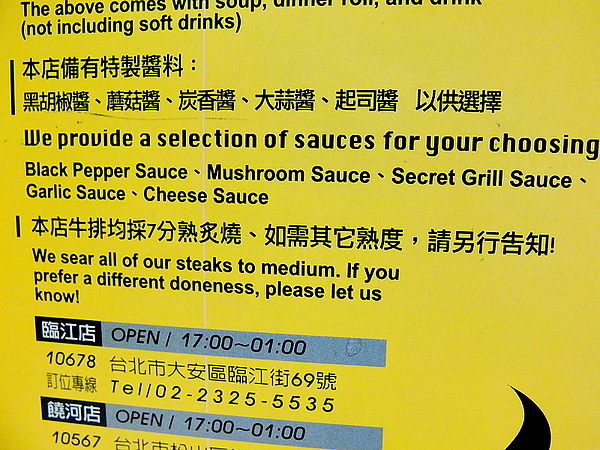 The above comes with soup, dinner roll, and drink
(not including soft drinks)
本店備有特製醬料：
黑胡椒醬、蘑菇醬、炭香醬、大蒜醬、起司醬 以供選擇
We provide a selection of sauces for your choosing
Black Pepper Sauce、Mushroom Sauce、Secret Grill Sauce、
Garlic Sauce、Cheese Sauce
本店牛排均採7分熟炙燒、如需其它熟度，請另行告知!
We sear all of our steaks to medium. If you
prefer a different doneness, please let us
know!
臨江店 OPEN / 17:00~01:00
10678 台北市大安區臨江街69號
訂位專線 Tel/02-2325-5535
饒河店 OPEN / 17:00~01:00
10567 台北市松山區